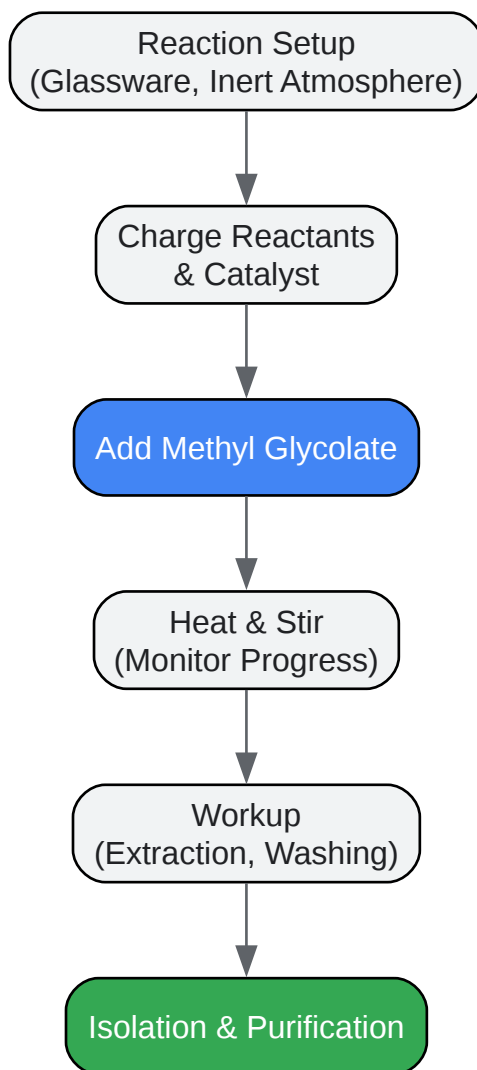 Reaction Setup
(Glassware, Inert Atmosphere)
Charge Reactants
& Catalyst
Add Methyl Glycolate
Heat & Stir
(Monitor Progress)
Workup
(Extraction, Washing)
Isolation & Purification